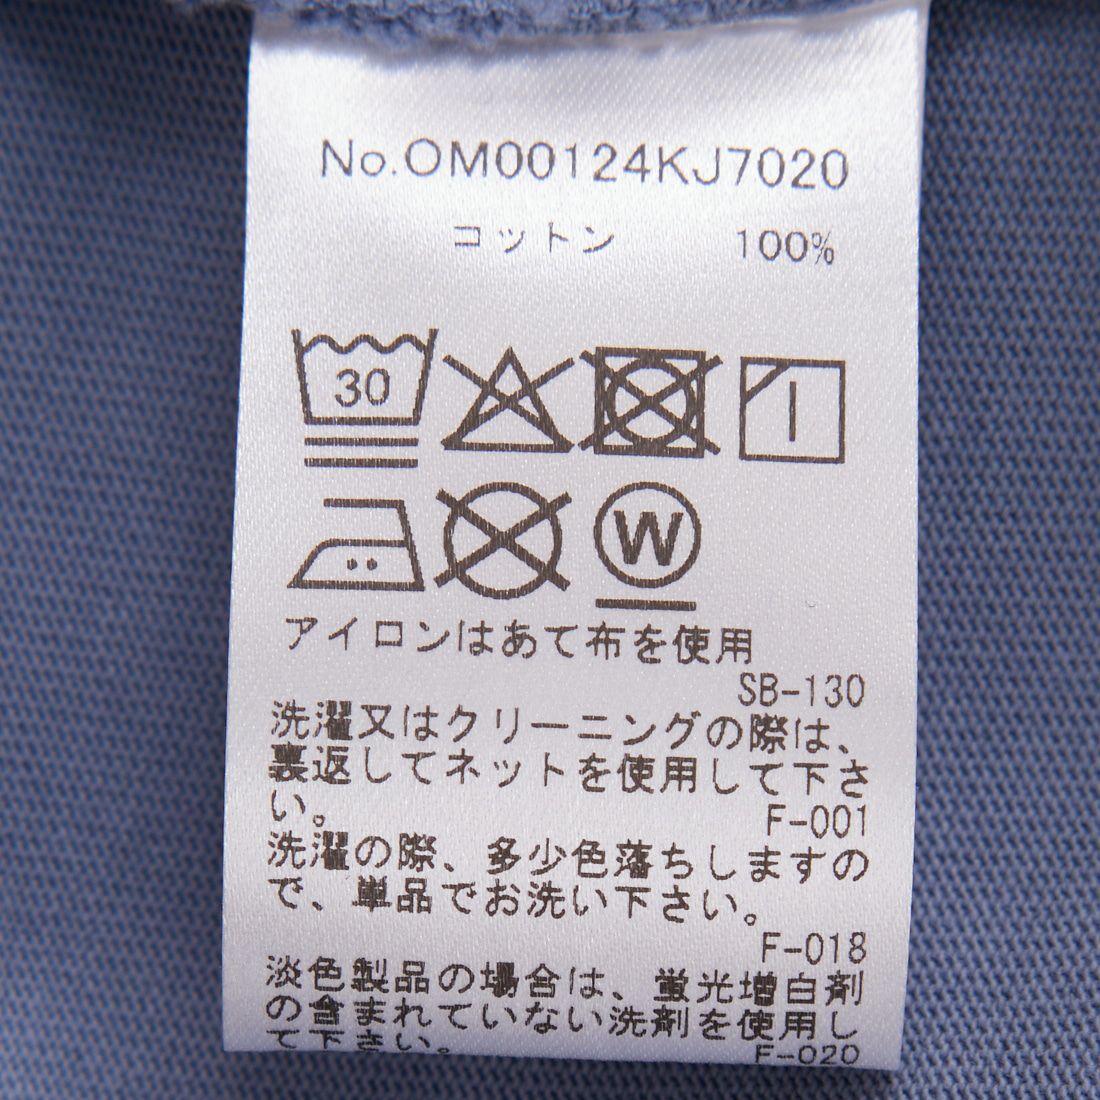 No.OM00124KJ7020
コットン 100%
30
W
アイロンはあて布を使用
SB-130
洗濯又はクリーニングの際は、
裏返してネットを使用して下さ
い。
F-001
洗濯の際、多少色落ちしますの
で、単品でお洗い下さい。
F-018
淡色製品の場合は、蛍光増白剤
の含まれていない洗剤を使用し
て下さい。
F-020